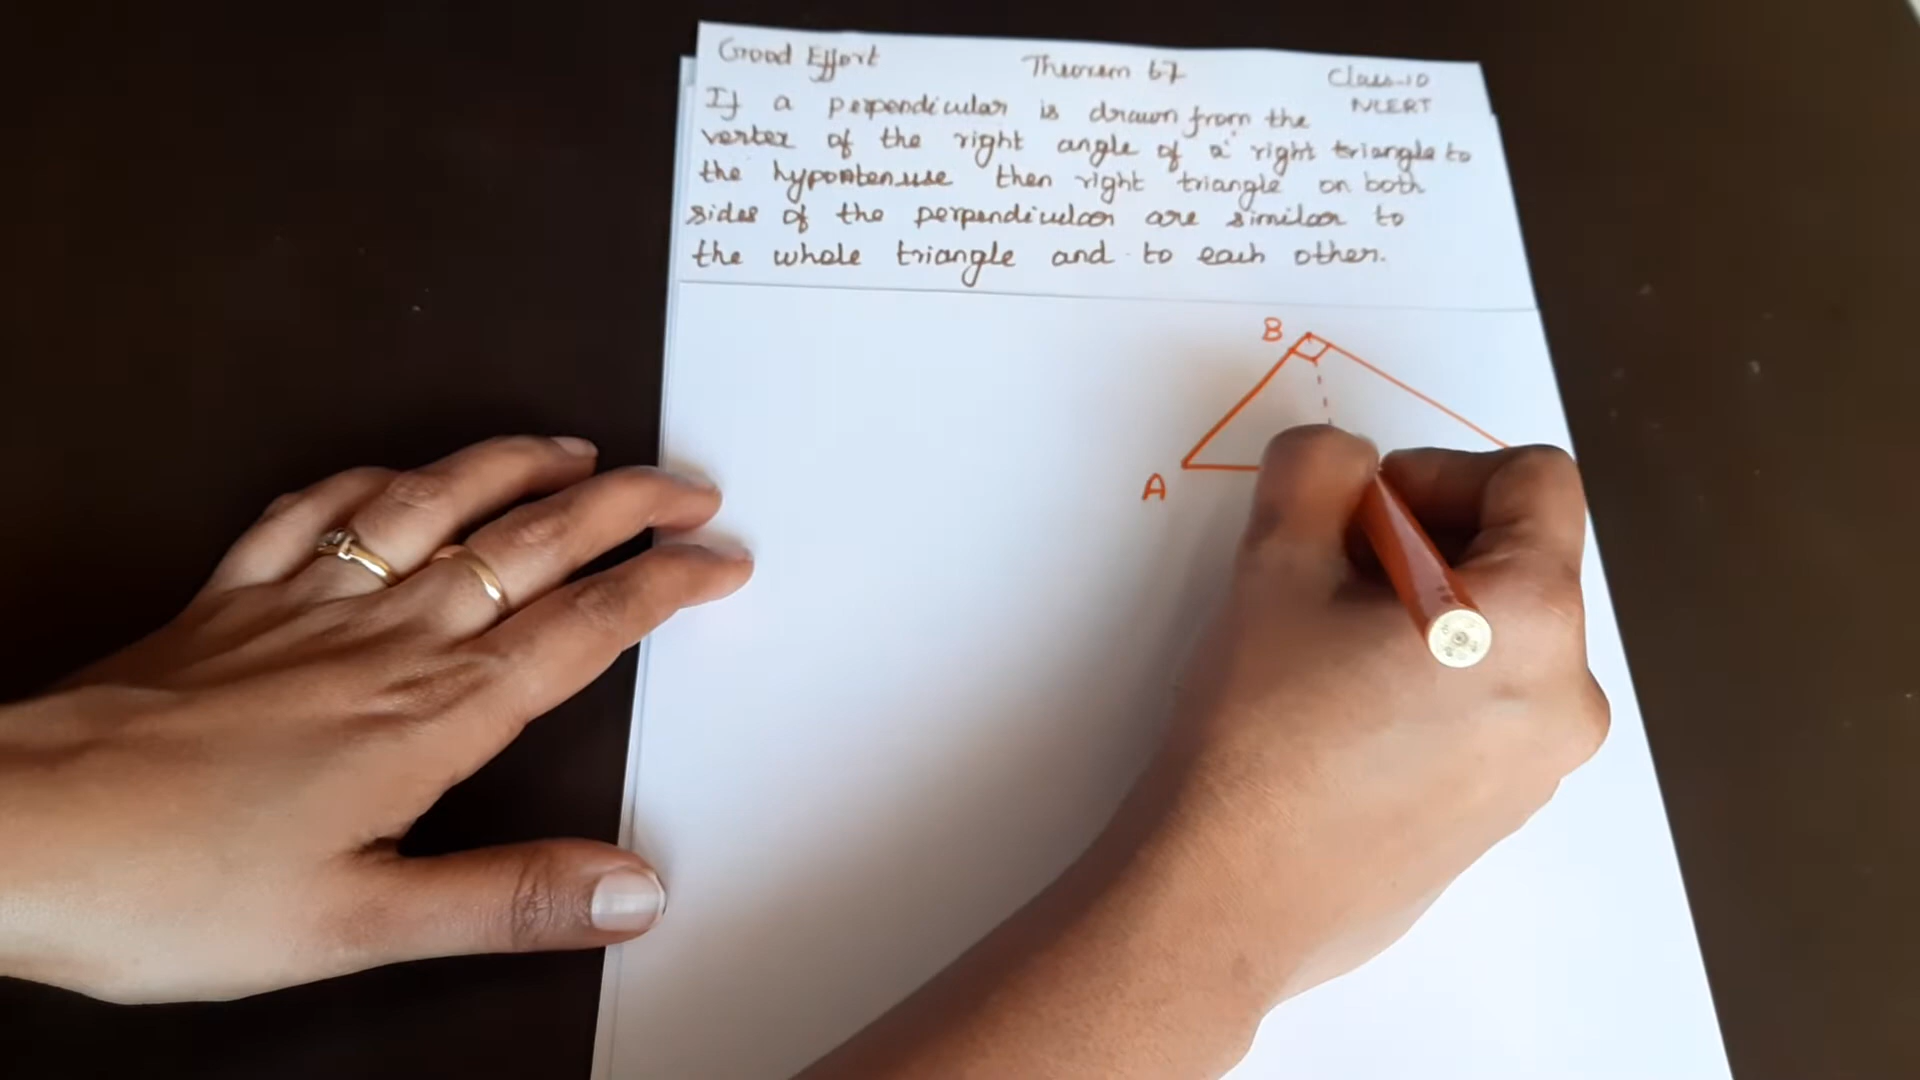 Good Effort Theorem 6.7 Class-10
NCERT
If a perpendicular is drawn from the
vertex of the right angle of a right triangle to
the hypontenuse then right triangle on both
sides of the perpendicular are similar to
the whole triangle and to each other.
B
A